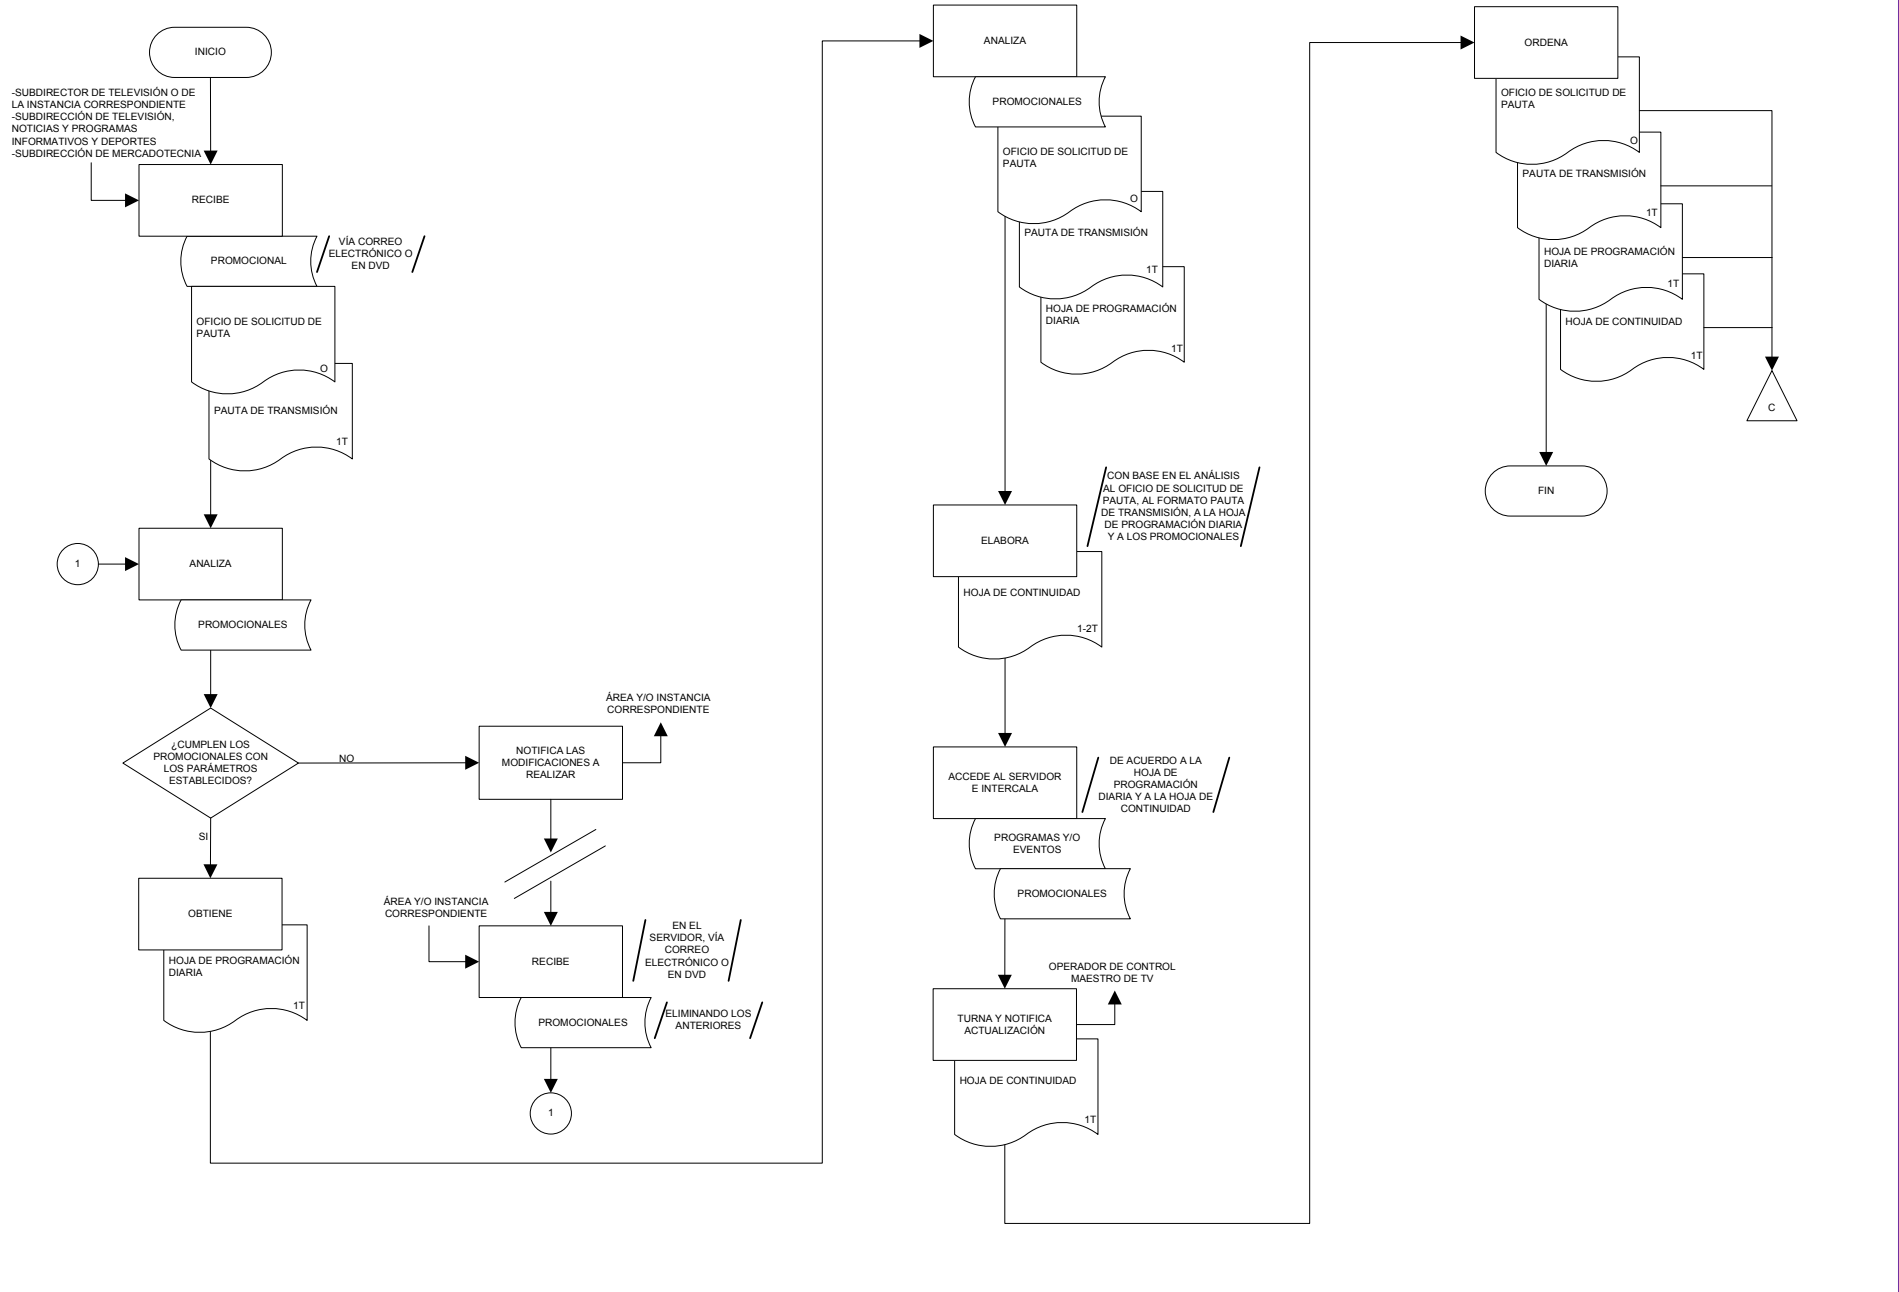 INICIO
-SUBDIRECTOR DE TELEVISIÓN O DE
LA INSTANCIA CORRESPONDIENTE
-SUBDIRECCIÓN DE TELEVISIÓN,
NOTICIAS Y PROGRAMAS
INFORMATIVOS Y DEPORTES
-SUBDIRECCIÓN DE MERCADOTECNIA
RECIBE
PROMOCIONAL
VÍA CORREO
ELECTRÓNICO O
EN DVD
OFICIO DE SOLICITUD DE
PAUTA
O
PAUTA DE TRANSMISIÓN
1T
1
ANALIZA
PROMOCIONALES
¿CUMPLEN LOS
PROMOCIONALES CON
LOS PARÁMETROS
ESTABLECIDOS?
NO
SI
NOTIFICA LAS
MODIFICACIONES A
REALIZAR
ÁREA Y/O INSTANCIA
CORRESPONDIENTE
ÁREA Y/O INSTANCIA
CORRESPONDIENTE
RECIBE
EN EL
SERVIDOR, VÍA
CORREO
ELECTRÓNICO O
EN DVD
PROMOCIONALES
ELIMINANDO LOS
ANTERIORES
1
OBTIENE
HOJA DE PROGRAMACIÓN
DIARIA
1T
ANALIZA
PROMOCIONALES
OFICIO DE SOLICITUD DE
PAUTA
O
PAUTA DE TRANSMISIÓN
1T
HOJA DE PROGRAMACIÓN
DIARIA
1T
ELABORA
CON BASE EN EL ANÁLISIS
AL OFICIO DE SOLICITUD DE
PAUTA, AL FORMATO PAUTA
DE TRANSMISIÓN, A LA HOJA
DE PROGRAMACIÓN DIARIA
Y A LOS PROMOCIONALES
HOJA DE CONTINUIDAD
1-2T
ACCEDE AL SERVIDOR
E INTERCALA
DE ACUERDO A LA
HOJA DE
PROGRAMACIÓN
DIARIA Y A LA HOJA DE
CONTINUIDAD
PROGRAMAS Y/O
EVENTOS
PROMOCIONALES
OPERADOR DE CONTROL
MAESTRO DE TV
TURNA Y NOTIFICA
ACTUALIZACIÓN
HOJA DE CONTINUIDAD
1T
ORDENA
OFICIO DE SOLICITUD DE
PAUTA
O
PAUTA DE TRANSMISIÓN
1T
HOJA DE PROGRAMACIÓN
DIARIA
1T
HOJA DE CONTINUIDAD
1T
C
FIN